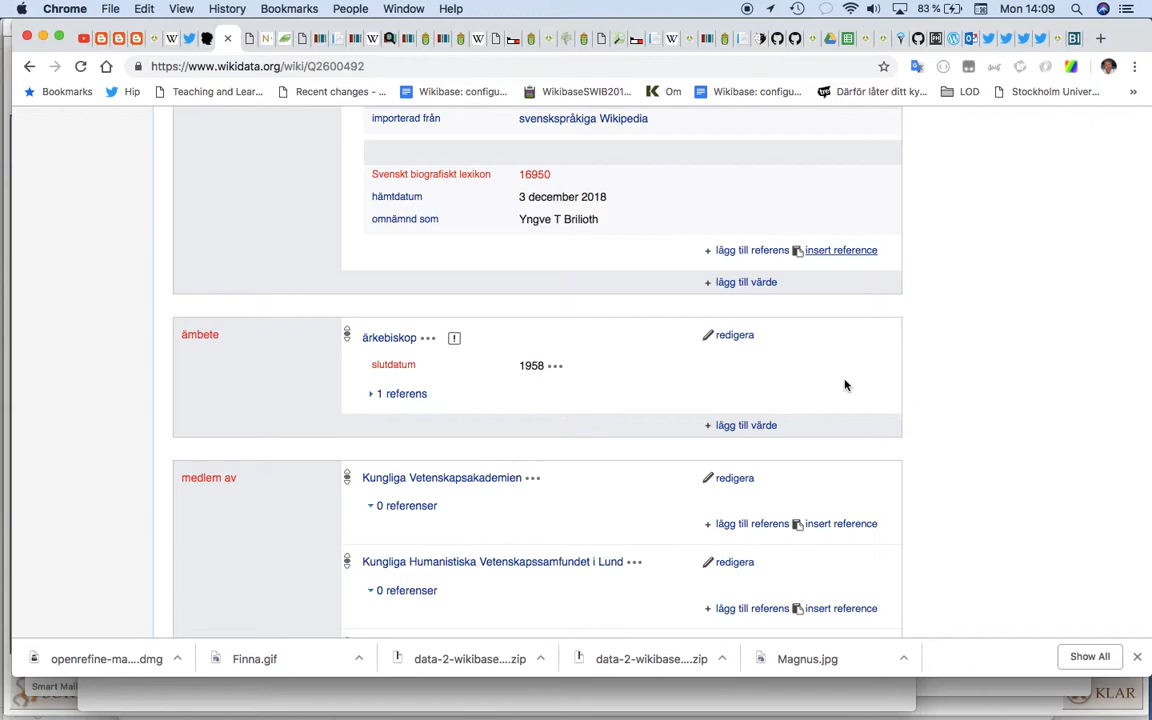 Chrome File Edit View History Bookmarks People Window Help 83 % Mon 14:09
https://www.wikidata.org/wiki/Q2600492
Bookmarks Hip Teaching and Lear... Recent changes - ... Wikibase: configu... WikibaseSWIB201... Om Wikibase: configu... Därför låter ditt ky... LOD Stockholm Univer... »
importerad från svenskspråkiga Wikipedia
Svenskt biografiskt lexikon 16950
hämtdatum 3 december 2018
omnämnd som Yngve T Brilioth
+ lägg till referens insert reference
+ lägg till värde
ämbete ärkebiskop redigera
slutdatum 1958
1 referens
+ lägg till värde
medlem av Kungliga Vetenskapsakademien redigera
0 referenser
+ lägg till referens insert reference
Kungliga Humanistiska Vetenskapssamfundet i Lund redigera
0 referenser
+ lägg till referens insert reference
openrefine-ma....dmg Finna.gif data-2-wikibase....zip data-2-wikibase....zip Magnus.jpg Show All
Smart Mai
KLAR